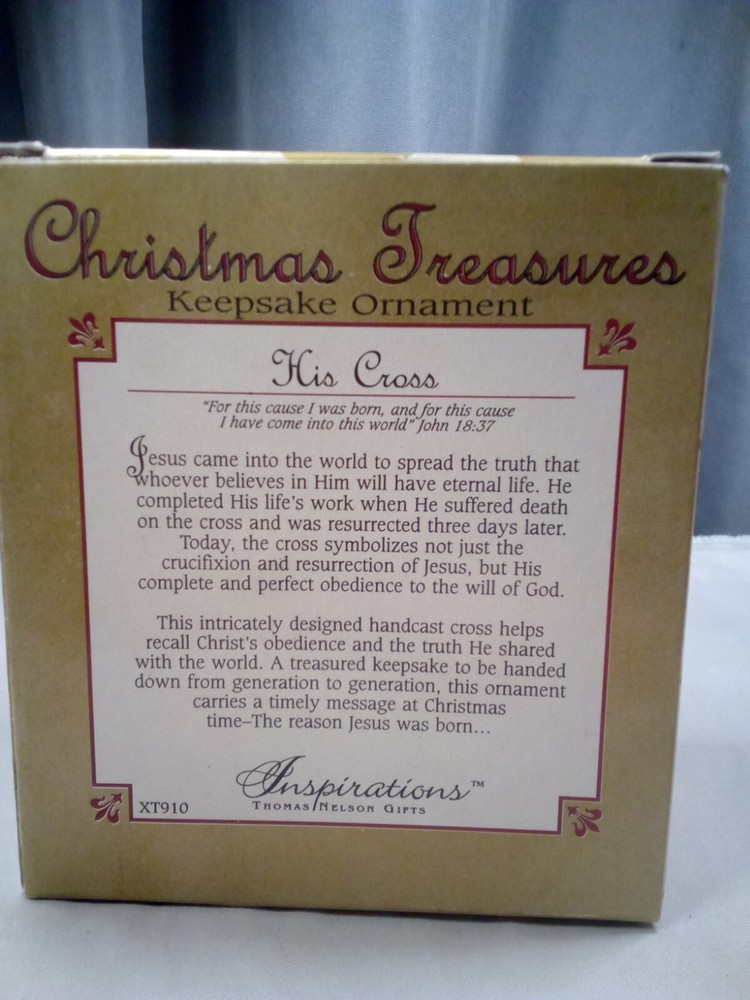 Christmas Treasures
Keepsake Ornament
His Cross
"For this cause I was born, and for this cause
I have come into this world" John 18:37
Jesus came into the world to spread the truth that
whoever believes in Him will have eternal life. He
completed His life's work when He suffered death
on the cross and was resurrected three days later.
Today, the cross symbolizes not just the
crucifixion and resurrection of Jesus, but His
complete and perfect obedience to the will of God.
This intricately designed handcast cross helps
recall Christ's obedience and the truth He shared
with the world. A treasured keepsake to be handed
down from generation to generation, this ornament
carries a timely message at Christmas
time–The reason Jesus was born...
Inspirations™
Thomas Nelson Gifts
XT910